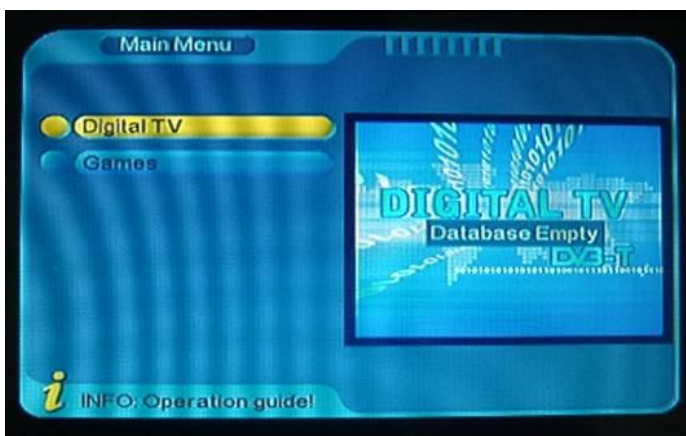 Main Menu
Digital TV
Games
DIGITAL TV
Database Empty
DVB-T
INFO: Operation guide!